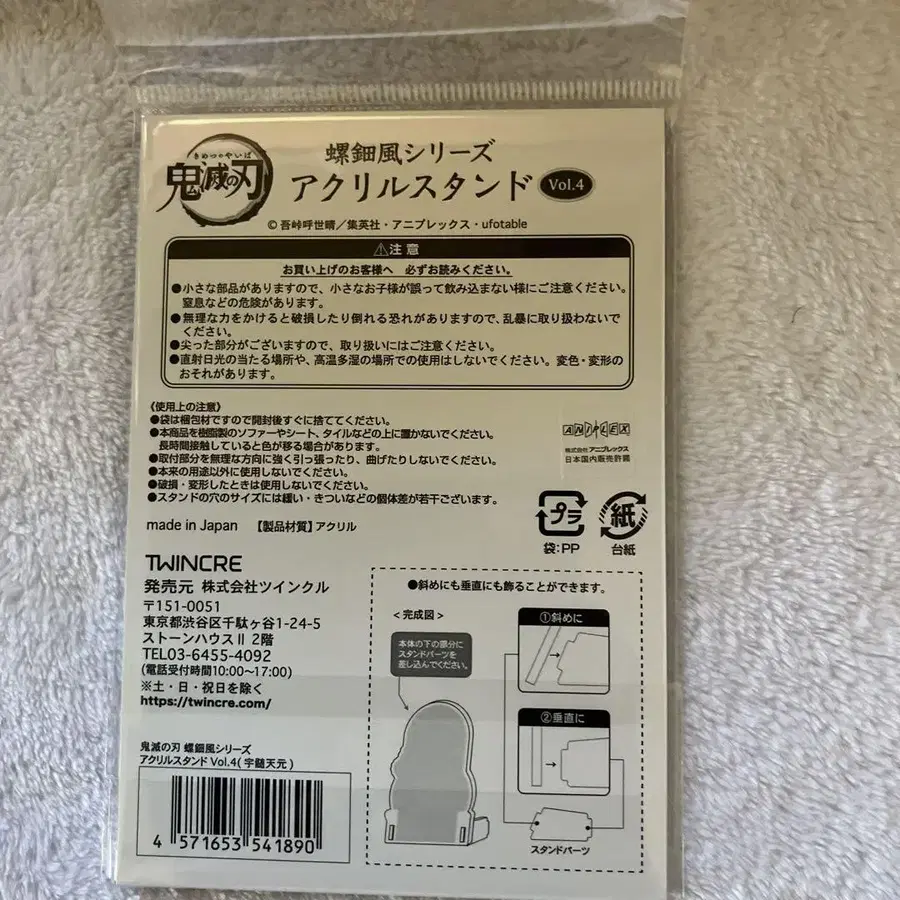 きめつのやいば
鬼滅の刃
螺鈿風シリーズ
アクリルスタンド Vol.4
© 吾峠呼世晴／集英社・アニプレックス・ufotable
⚠注意
お買い上げのお客様へ 必ずお読みください。
●小さな部品がありますので、小さなお子様が誤って飲み込まない様にご注意ください。
窒息などの危険があります。
●無理な力をかけると破損したり倒れる恐れがありますので、乱暴に取り扱わないで
ください。
●尖った部分がございますので、取り扱いにはご注意ください。
●直射日光の当たる場所や、高温多湿の場所での使用はしないでください。変色・変形の
おそれがあります。
《使用上の注意》
●袋は梱包材ですので開封後すぐに捨ててください。
●本商品を樹脂製のソファーやシート、タイルなどの上に置かないでください。
長時間接触していると色が移る場合があります。
●取付部分を無理な方向に強く引っ張ったり、曲げたりしないでください。
●本来の用途以外に使用しないでください。
●破損・変形したときは使用しないでください。
●スタンドの穴のサイズには緩い・きついなどの個体差が若干ございます。
ANIPLEX
株式会社 アニプレックス
日本国内販売許諾
made in Japan 【製品材質】アクリル
プラ
袋:PP
紙
台紙
TWINCRE
発売元 株式会社ツインクル
〒151-0051
東京都渋谷区千駄ヶ谷1-24-5
ストーンハウスⅡ 2階
TEL03-6455-4092
(電話受付時間10:00〜17:00)
※土・日・祝日を除く
https://twincre.com/
鬼滅の刃 螺鈿風シリーズ
アクリルスタンド Vol.4(宇髄天元)
4 571653 541890
●斜めにも垂直にも飾ることができます。
＜完成図＞
本体の下の部分に
スタンドパーツを
差し込んでください。
①斜めに
②垂直に
スタンドパーツ